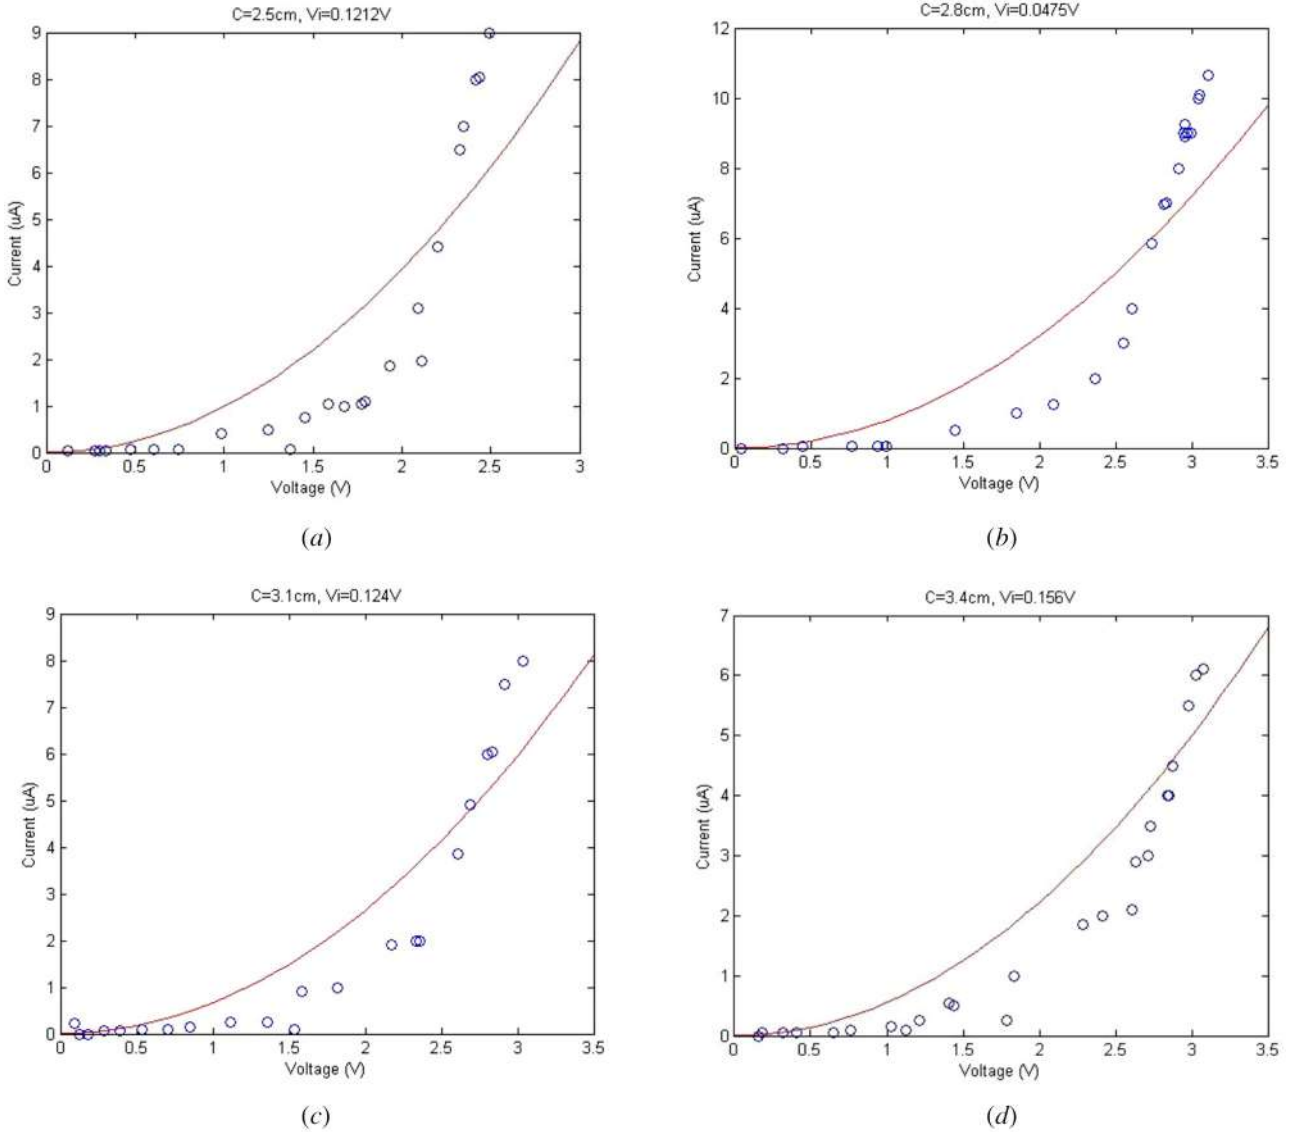 C=2.5cm, Vi=0.1212V
9
8
7
6
5
4
3
2
1
0
Current (uA)
0 0.5 1 1.5 2 2.5 3
Voltage (V)
(a)
C=2.8cm, Vi=0.0475V
12
10
8
6
4
2
0
Current (uA)
0 0.5 1 1.5 2 2.5 3 3.5
Voltage (V)
(b)
C=3.1cm, Vi=0.124V
9
8
7
6
5
4
3
2
1
0
Current (uA)
0 0.5 1 1.5 2 2.5 3 3.5
Voltage (V)
(c)
C=3.4cm, Vi=0.156V
7
6
5
4
3
2
1
0
Current (uA)
0 0.5 1 1.5 2 2.5 3 3.5
Voltage (V)
(d)